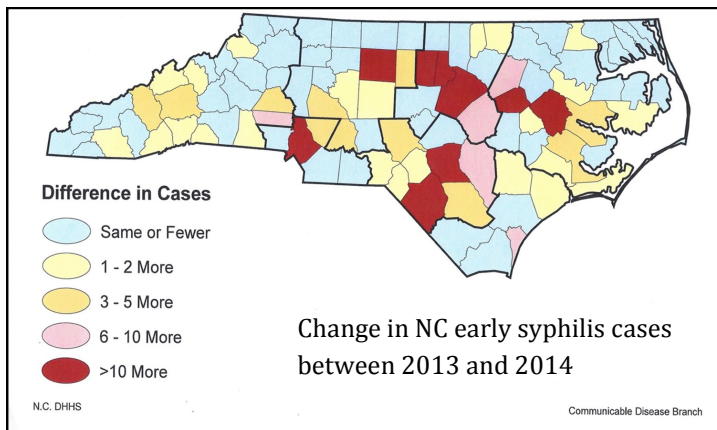 Difference in Cases
Same or Fewer
1 - 2 More
3 - 5 More
6 - 10 More
>10 More
Change in NC early syphilis cases
between 2013 and 2014
N.C. DHHS
Communicable Disease Branch